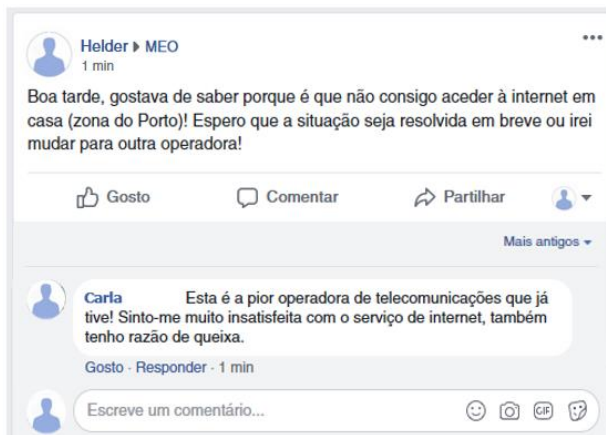 Helder ▸ MEO
1 min
Boa tarde, gostava de saber porque é que não consigo aceder à internet em
casa (zona do Porto)! Espero que a situação seja resolvida em breve ou irei
mudar para outra operadora!
Gosto Comentar Partilhar
Mais antigos
Carla Esta é a pior operadora de telecomunicações que já
tive! Sinto-me muito insatisfeita com o serviço de internet, também
tenho razão de queixa.
Gosto · Responder · 1 min
Escreve um comentário... GIF